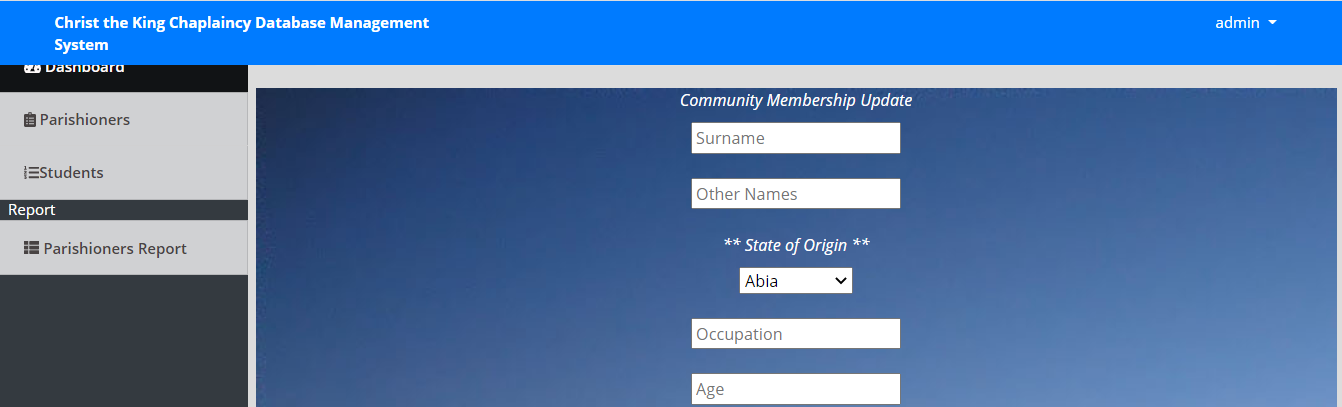 Christ the King Chaplaincy Database Management
System
admin
Dashboard
Parishioners
Students
Report
Parishioners Report
Community Membership Update
Surname
Other Names
** State of Origin **
Abia
Occupation
Age